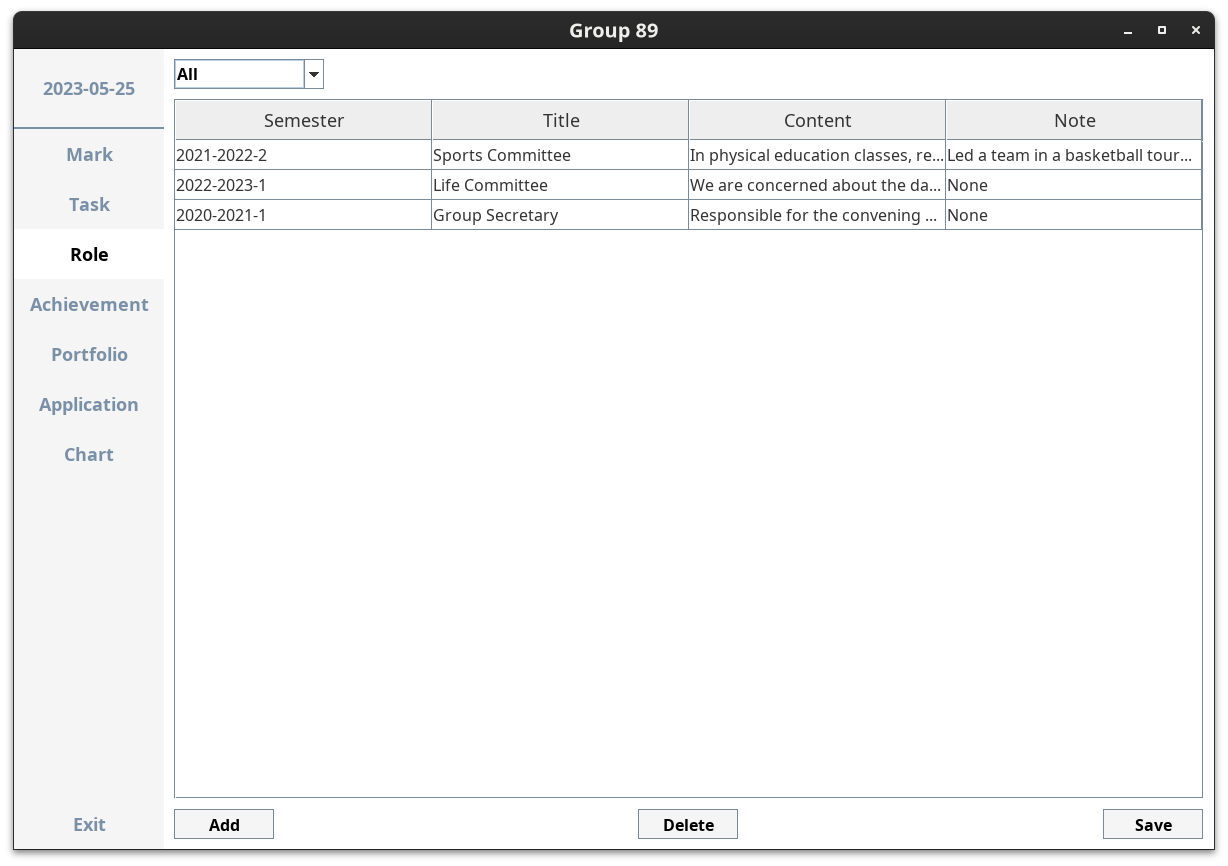 Group 89
2023-05-25
Mark
Task
Role
Achievement
Portfolio
Application
Chart
Exit
All
Semester Title Content Note
2021-2022-2 Sports Committee In physical education classes, re... Led a team in a basketball tour...
2022-2023-1 Life Committee We are concerned about the da... None
2020-2021-1 Group Secretary Responsible for the convening ... None
Add Delete Save